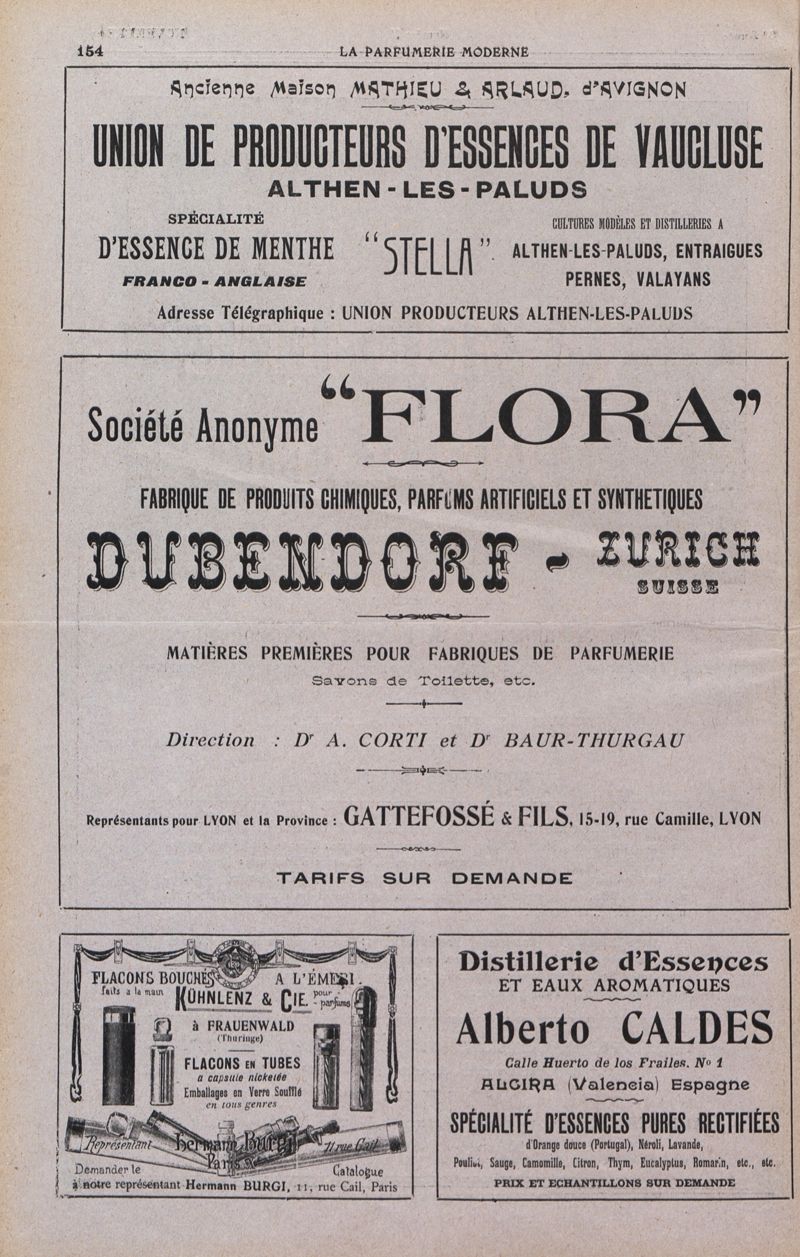 154
LA PARFUMERIE MODERNE
Ancienne Maison MATHIEU & ARLAUD, d'AVIGNON
UNION DE PRODUCTEURS D'ESSENCES DE VAUCLUSE
ALTHEN-LES-PALUDS
SPÉCIALITÉ
D'ESSENCE DE MENTHE
FRANCO-ANGLAISE
"STELLA"
CULTURES MODÈLES ET DISTILLERIES A
ALTHEN-LES-PALUDS, ENTRAIGUES
PERNES, VALAYANS
Adresse Télégraphique : UNION PRODUCTEURS ALTHEN-LES-PALUDS
Société Anonyme "FLORA"
FABRIQUE DE PRODUITS CHIMIQUES, PARFUMS ARTIFICIELS ET SYNTHETIQUES
DUBENDORF - ZURICH
SUISSE
MATIÈRES PREMIÈRES POUR FABRIQUES DE PARFUMERIE
Savons de Toilette, etc.
Direction : Dr A. CORTI et Dr BAUR-THURGAU
Représentants pour LYON et la Province : GATTEFOSSÉ & FILS, 15-19, rue Camille, LYON
TARIFS SUR DEMANDE
FLACONS BOUCHÉS A L'ÉMERI
faits a la main KÜHNLENZ & CIE. pour parfums
à FRAUENWALD
(Thuringe)
FLACONS EN TUBES
a capsule nickelée
Emballages en Verre Soufflé
en tous genres
Représentant Hermann Burgi 11 rue Cail
Paris
Demander le Catalogue
à notre représentant Hermann BURGI, 11, rue Cail, Paris
Distillerie d'Essences
ET EAUX AROMATIQUES
Alberto CALDES
Calle Huerto de los Frailes. No 1
ALCIRA (Valencia) Espagne
SPÉCIALITÉ D'ESSENCES PURES RECTIFIÉES
d'Orange douce (Portugal), Néroli, Lavande,
Sauge, Camomille, Citron, Thym, Eucalyptus, Romarin, etc., etc.
PRIX ET ECHANTILLONS SUR DEMANDE